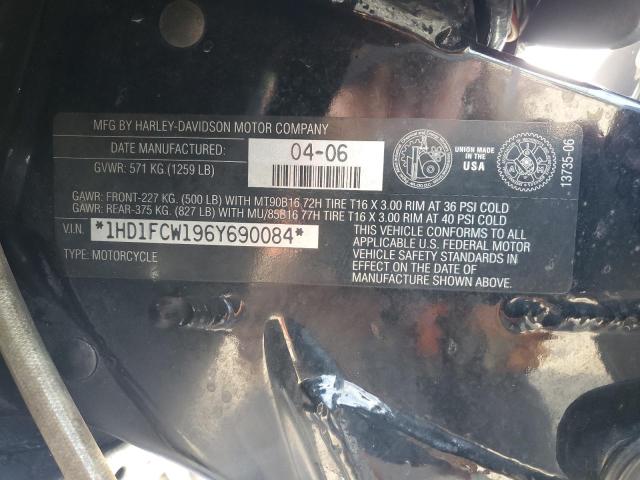 MFG BY HARLEY-DAVIDSON MOTOR COMPANY
DATE MANUFACTURED: 04-06
GVWR: 571 KG.(1259 LB)
UNION MADE IN THE USA
13735-06
GAWR: FRONT-227 KG. (500 LB) WITH MT90B16 72H TIRE T16 X 3.00 RIM AT 36 PSI COLD
GAWR: REAR-375 KG. (827 LB) WITH MU/85B16 77H TIRE T16 X 3.00 RIM AT 40 PSI COLD
V.I.N. *1HD1FCW196Y690084*
TYPE: MOTORCYCLE
THIS VEHICLE CONFORMS TO ALL
APPLICABLE U.S. FEDERAL MOTOR
VEHICLE SAFETY STANDARDS IN
EFFECT ON THE DATE OF
MANUFACTURE SHOWN ABOVE.